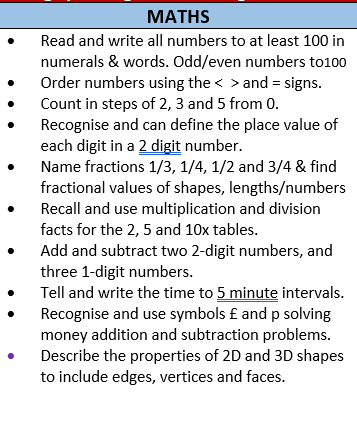 MATHS
• Read and write all numbers to at least 100 in
numerals & words. Odd/even numbers to100
• Order numbers using the < > and = signs.
• Count in steps of 2, 3 and 5 from 0.
• Recognise and can define the place value of
each digit in a 2 digit number.
• Name fractions 1/3, 1/4, 1/2 and 3/4 & find
fractional values of shapes, lengths/numbers
• Recall and use multiplication and division
facts for the 2, 5 and 10x tables.
• Add and subtract two 2-digit numbers, and
three 1-digit numbers.
• Tell and write the time to 5 minute intervals.
• Recognise and use symbols £ and p solving
money addition and subtraction problems.
• Describe the properties of 2D and 3D shapes
to include edges, vertices and faces.